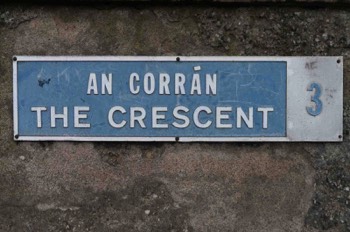 AN CORRÁN
THE CRESCENT
3